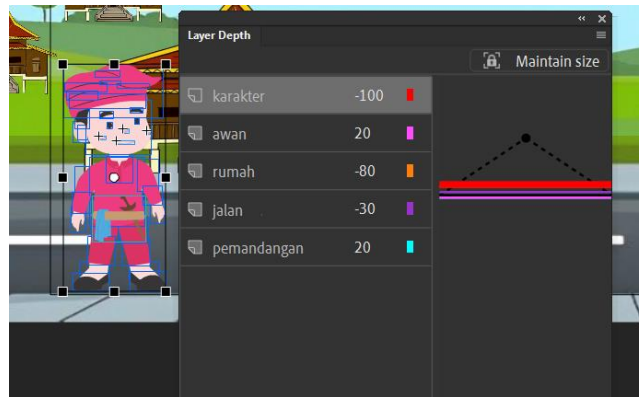 Layer Depth
Maintain size
karakter -100
awan 20
rumah -80
jalan -30
pemandangan 20